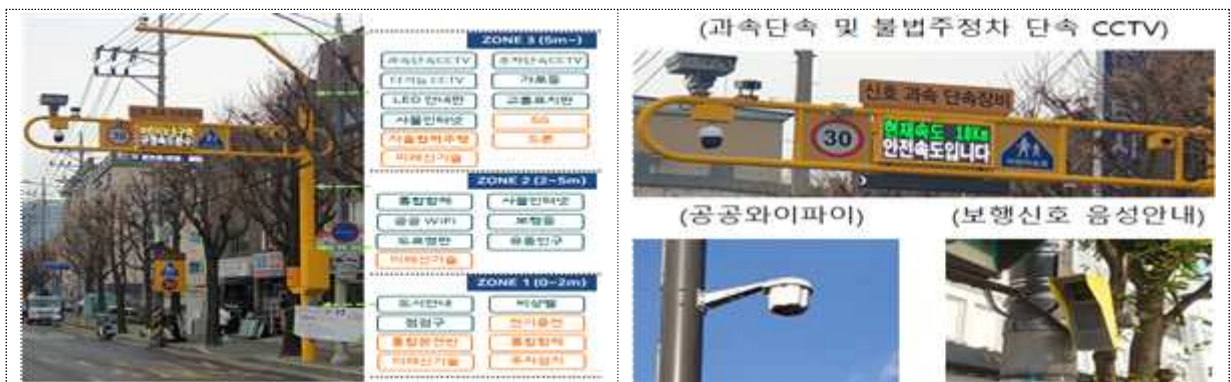 ZONE 3 (5m~)
과속단속CCTV 주차단속CCTV
다기능CCTV 가로등
LED 안내판 교통표지판
사물인터넷 5G
자율협력주행 드론
미래신기술
ZONE 2 (2~5m)
통합함체 사물인터넷
공공 WiFi 보행등
도로명판 유동인구
미래신기술
ZONE 1 (0~2m)
도시안내 비상벨
점검구 전기충전
통합분전반 통합함체
미래신기술
(과속단속 및 불법주정차 단속 CCTV)
신호 과속 단속장비
30
현재속도 18Km
안전속도입니다
(공공와이파이)
(보행신호 음성안내)